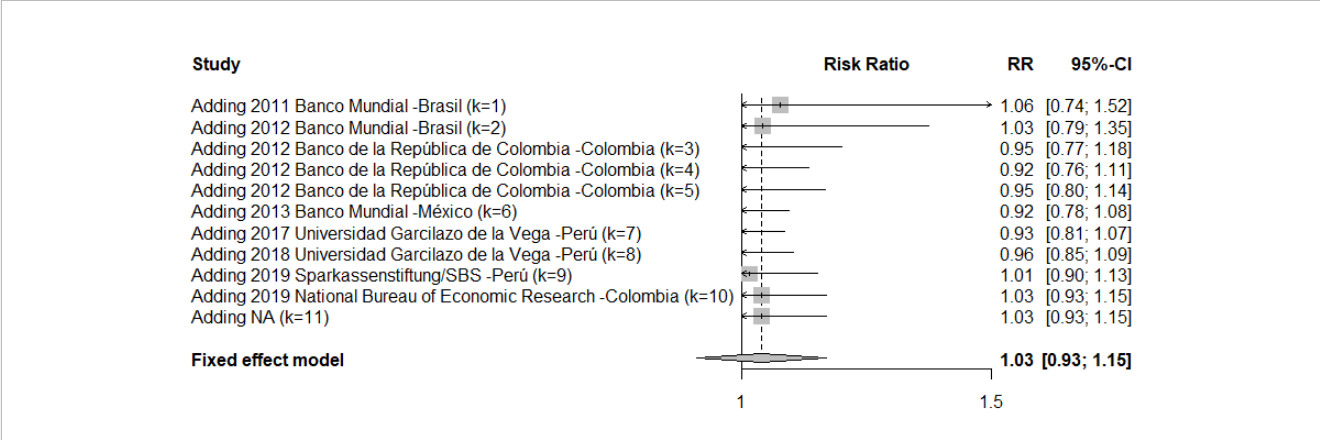 Study Risk Ratio RR 95%-CI
Adding 2011 Banco Mundial -Brasil (k=1) 1.06 [0.74; 1.52]
Adding 2012 Banco Mundial -Brasil (k=2) 1.03 [0.79; 1.35]
Adding 2012 Banco de la República de Colombia -Colombia (k=3) 0.95 [0.77; 1.18]
Adding 2012 Banco de la República de Colombia -Colombia (k=4) 0.92 [0.76; 1.11]
Adding 2012 Banco de la República de Colombia -Colombia (k=5) 0.95 [0.80; 1.14]
Adding 2013 Banco Mundial -México (k=6) 0.92 [0.78; 1.08]
Adding 2017 Universidad Garcilazo de la Vega -Perú (k=7) 0.93 [0.81; 1.07]
Adding 2018 Universidad Garcilazo de la Vega -Perú (k=8) 0.96 [0.85; 1.09]
Adding 2019 Sparkassenstiftung/SBS -Perú (k=9) 1.01 [0.90; 1.13]
Adding 2019 National Bureau of Economic Research -Colombia (k=10) 1.03 [0.93; 1.15]
Adding NA (k=11) 1.03 [0.93; 1.15]
Fixed effect model 1.03 [0.93; 1.15]
1 1.5